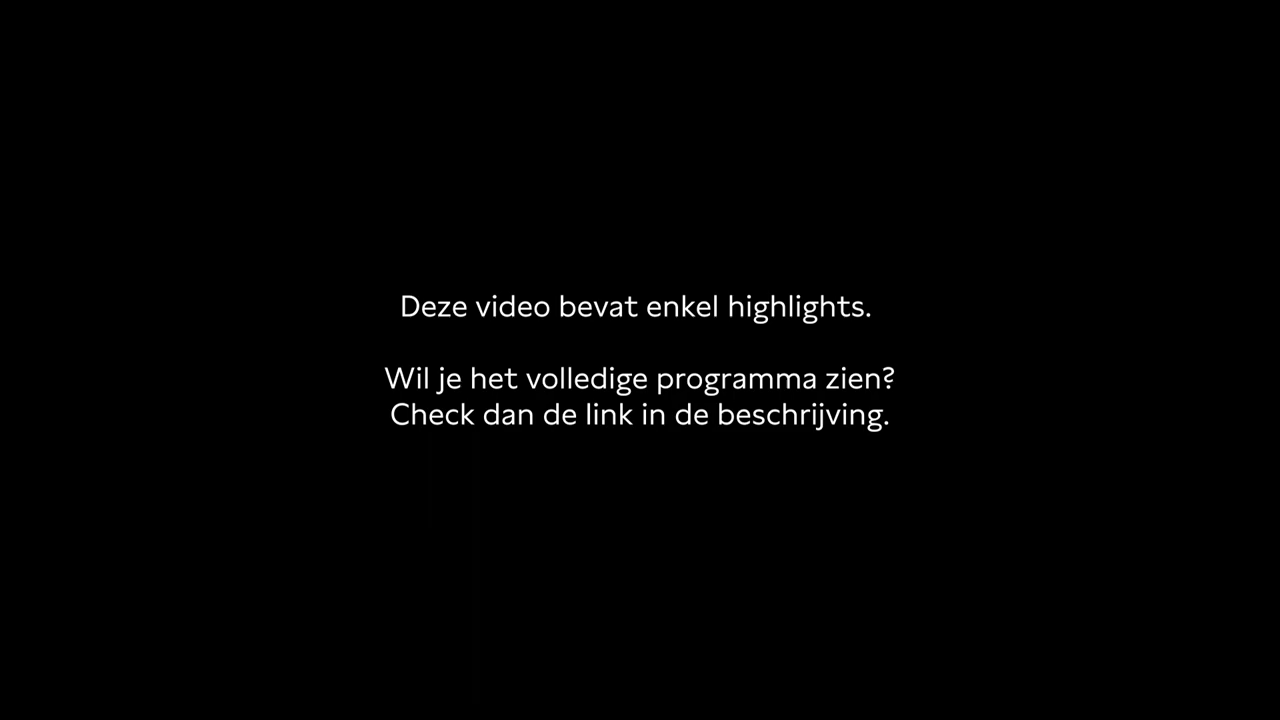 Deze video bevat enkel highlights.
Wil je het volledige programma zien?
Check dan de link in de beschrijving.